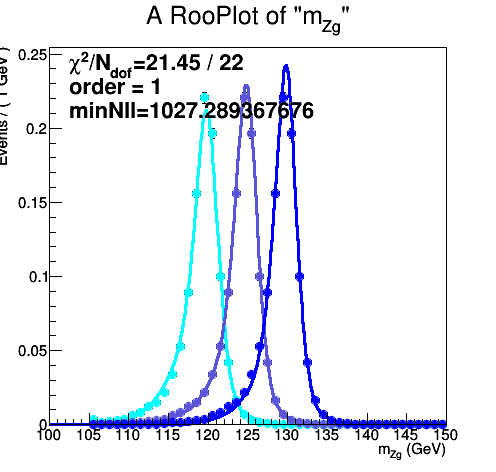 A RooPlot of "m_Zg"
χ²/N_dof=21.45 / 22
order = 1
minNll=1027.289367676
Events / ( 1 GeV )
0.25
0.2
0.15
0.1
0.05
0
100 105 110 115 120 125 130 135 140 145 150
m_Zg (GeV)